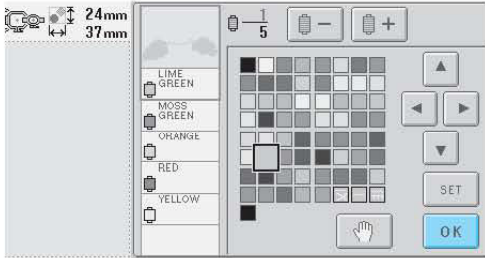 24mm
37mm
1
5
−
+
LIME
GREEN
MOSS
GREEN
ORANGE
RED
YELLOW
SET
OK